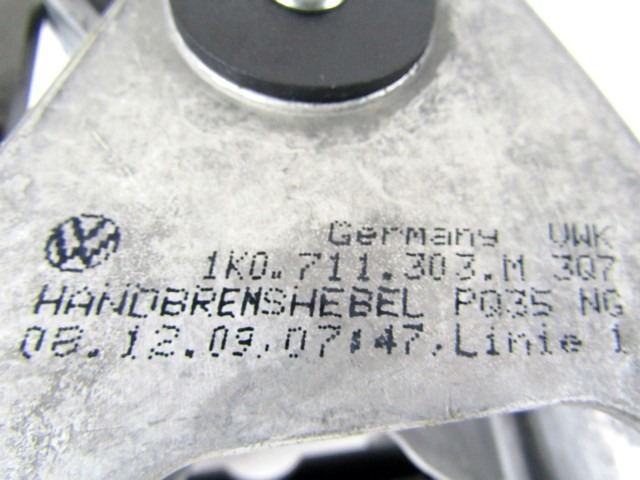 Germany VWK
1K0.711.303.M 3Q7
HANDBREMSHEBEL PQ35 NG
08.12.09.07:47.Linie 1